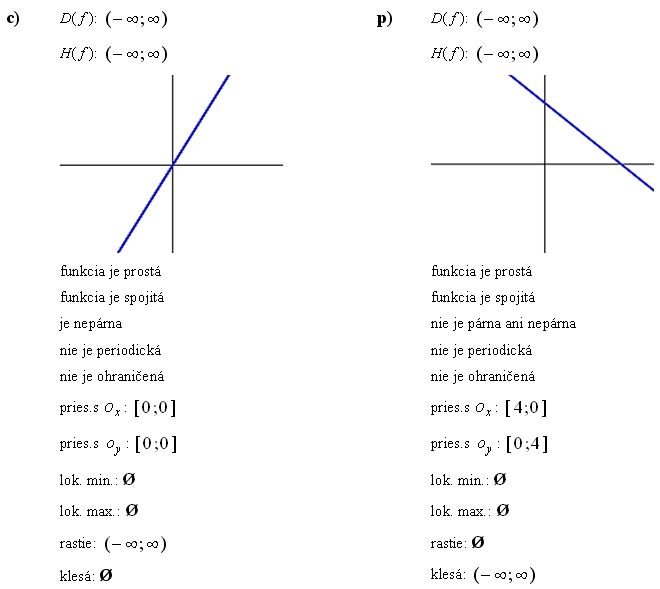 c)
D(f): (−∞;∞)
H(f): (−∞;∞)
funkcia je prostá
funkcia je spojitá
je nepárna
nie je periodická
nie je ohraničená
pries.s oₓ : [0;0]
pries.s o_y : [0;0]
lok. min.: Ø
lok. max.: Ø
rastie: (−∞;∞)
klesá: Ø
p)
D(f): (−∞;∞)
H(f): (−∞;∞)
funkcia je prostá
funkcia je spojitá
nie je párna ani nepárna
nie je periodická
nie je ohraničená
pries.s oₓ : [4;0]
pries.s o_y : [0;4]
lok. min.: Ø
lok. max.: Ø
rastie: Ø
klesá: (−∞;∞)